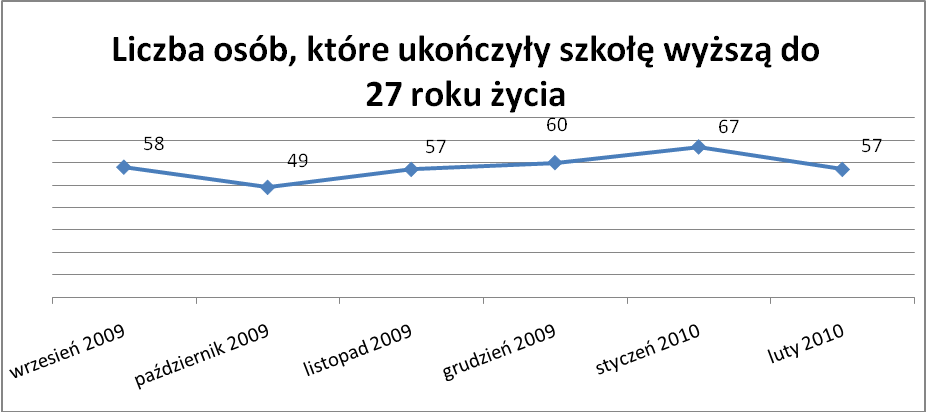 Liczba osób, które ukończyły szkołę wyższą do
27 roku życia
58
49
57
60
67
57
wrzesień 2009
październik 2009
listopad 2009
grudzień 2009
styczeń 2010
luty 2010